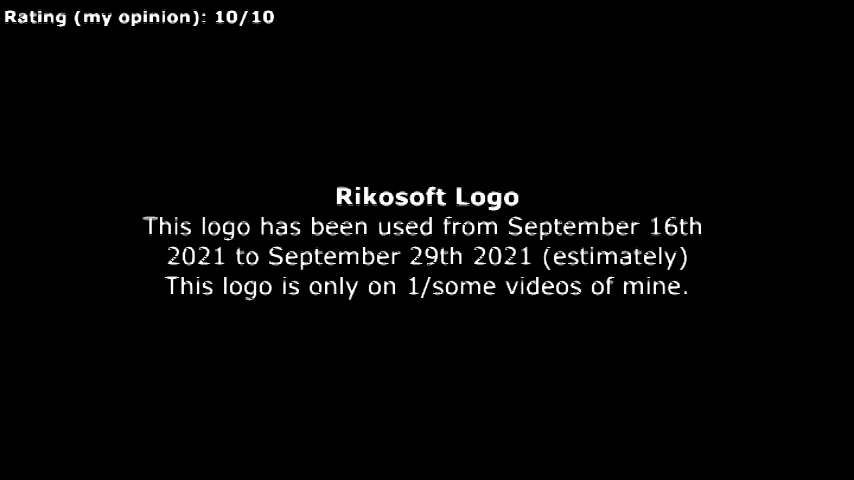 Rating (my opinion): 10/10
Rikosoft Logo
This logo has been used from September 16th
2021 to September 29th 2021 (estimately)
This logo is only on 1/some videos of mine.